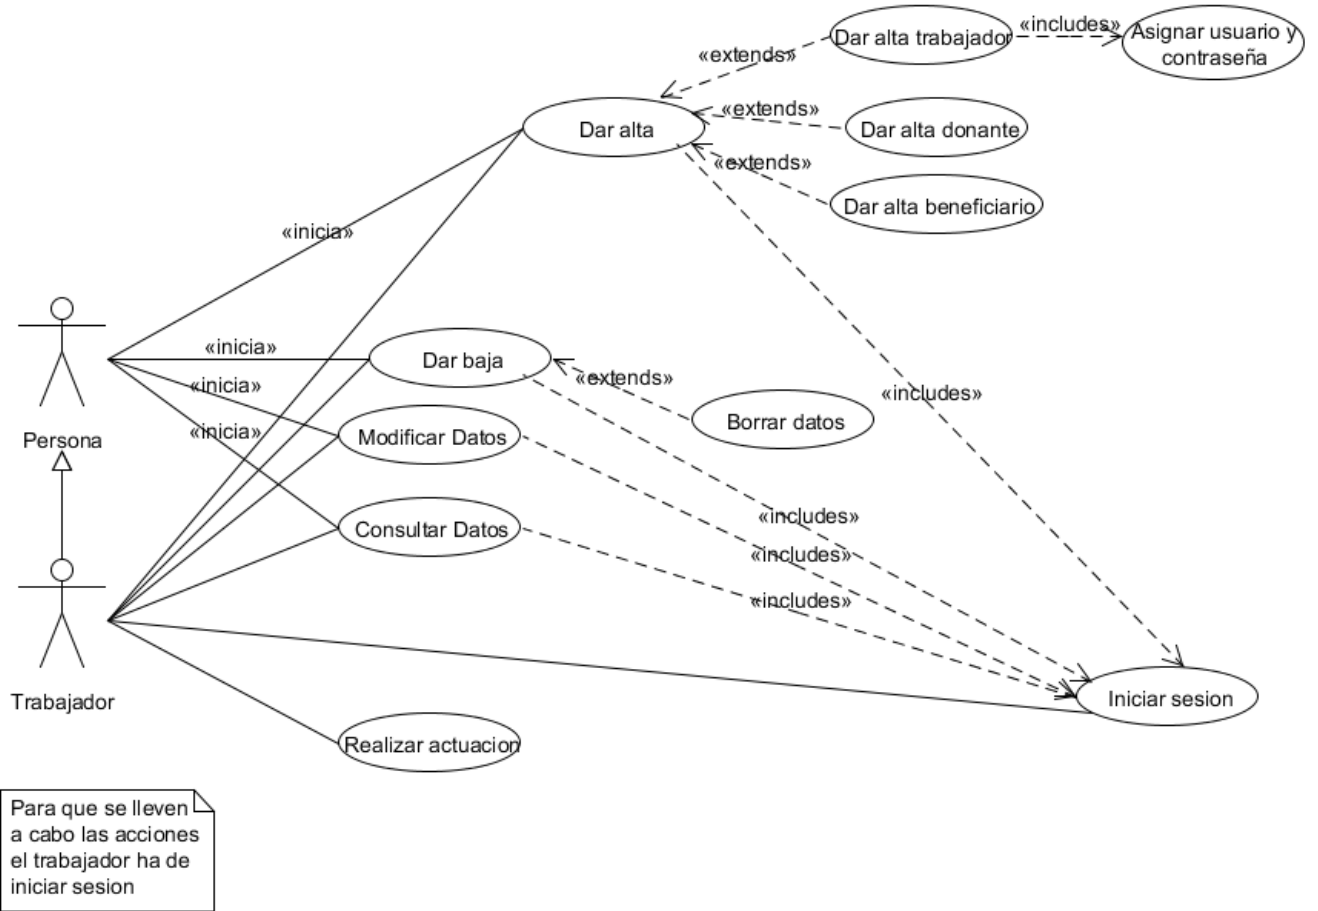 Dar alta trabajador
«includes»
Asignar usuario y
contraseña
«extends»
Dar alta
«extends»
Dar alta donante
«extends»
Dar alta beneficiario
«inicia»
«inicia»
Dar baja
«extends»
«includes»
«inicia»
Borrar datos
«inicia»
Modificar Datos
Persona
Consultar Datos
«includes»
«includes»
«includes»
Trabajador
Iniciar sesion
Realizar actuacion
Para que se lleven
a cabo las acciones
el trabajador ha de
iniciar sesion